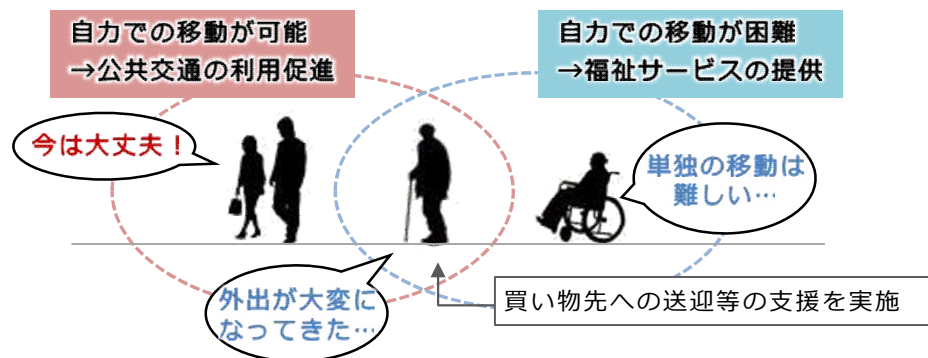 自力での移動が可能
→公共交通の利用促進
自力での移動が困難
→福祉サービスの提供
今は大丈夫！
単独の移動は
難しい…
外出が大変に
なってきた…
買い物先への送迎等の支援を実施